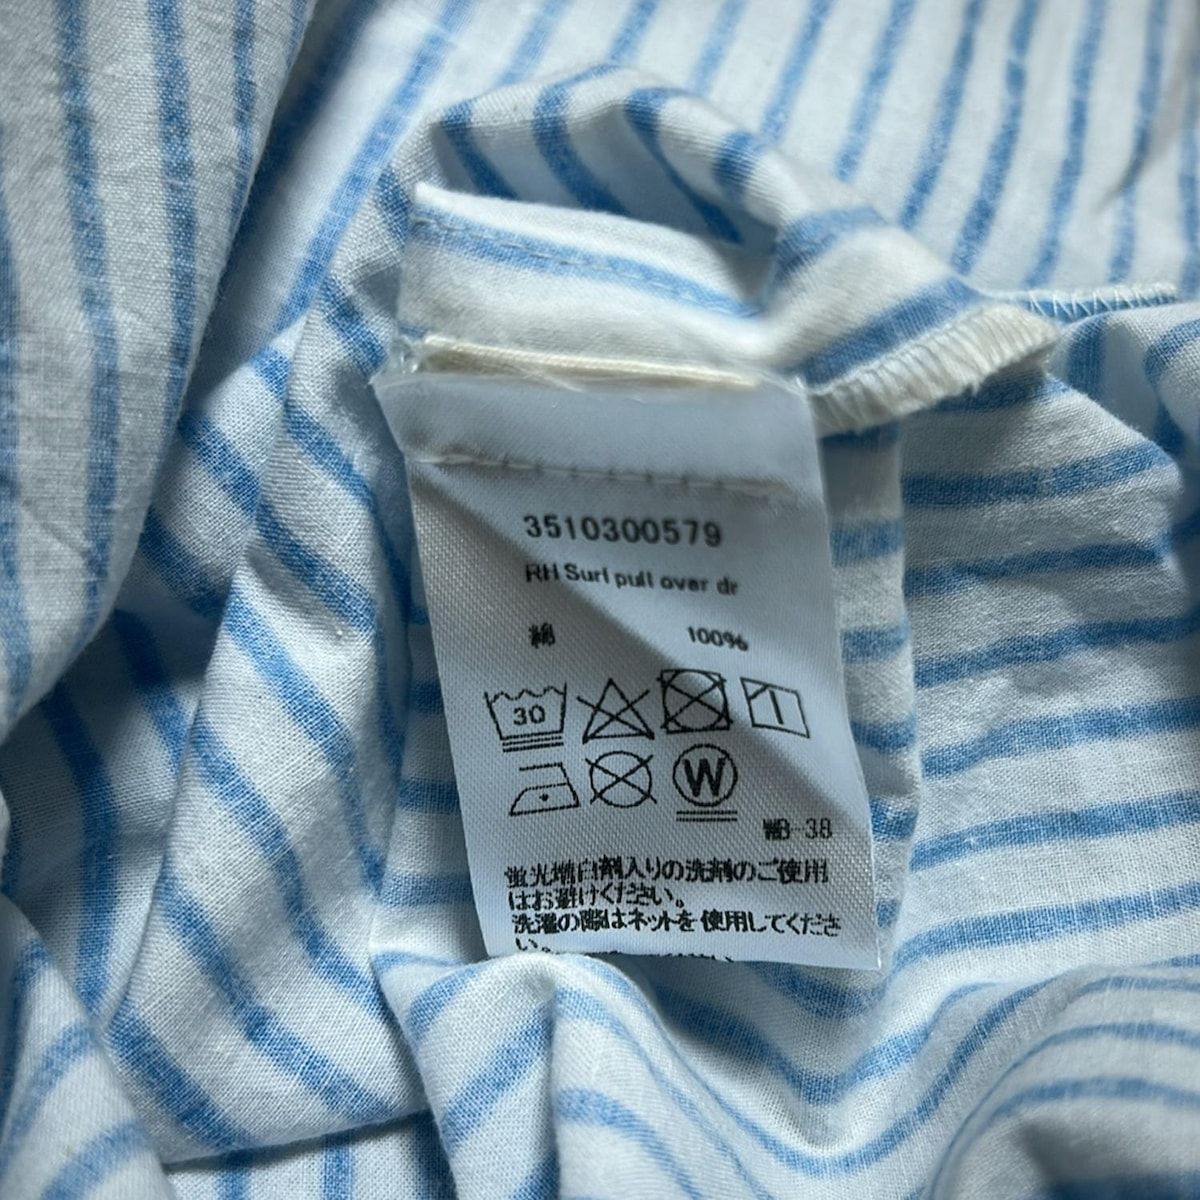 3510300579
RH Surf pull over dr
綿 100%
30
W
WB-38
蛍光増白剤入りの洗剤のご使用
はお避けください。
洗濯の際はネットを使用してくださ
い。